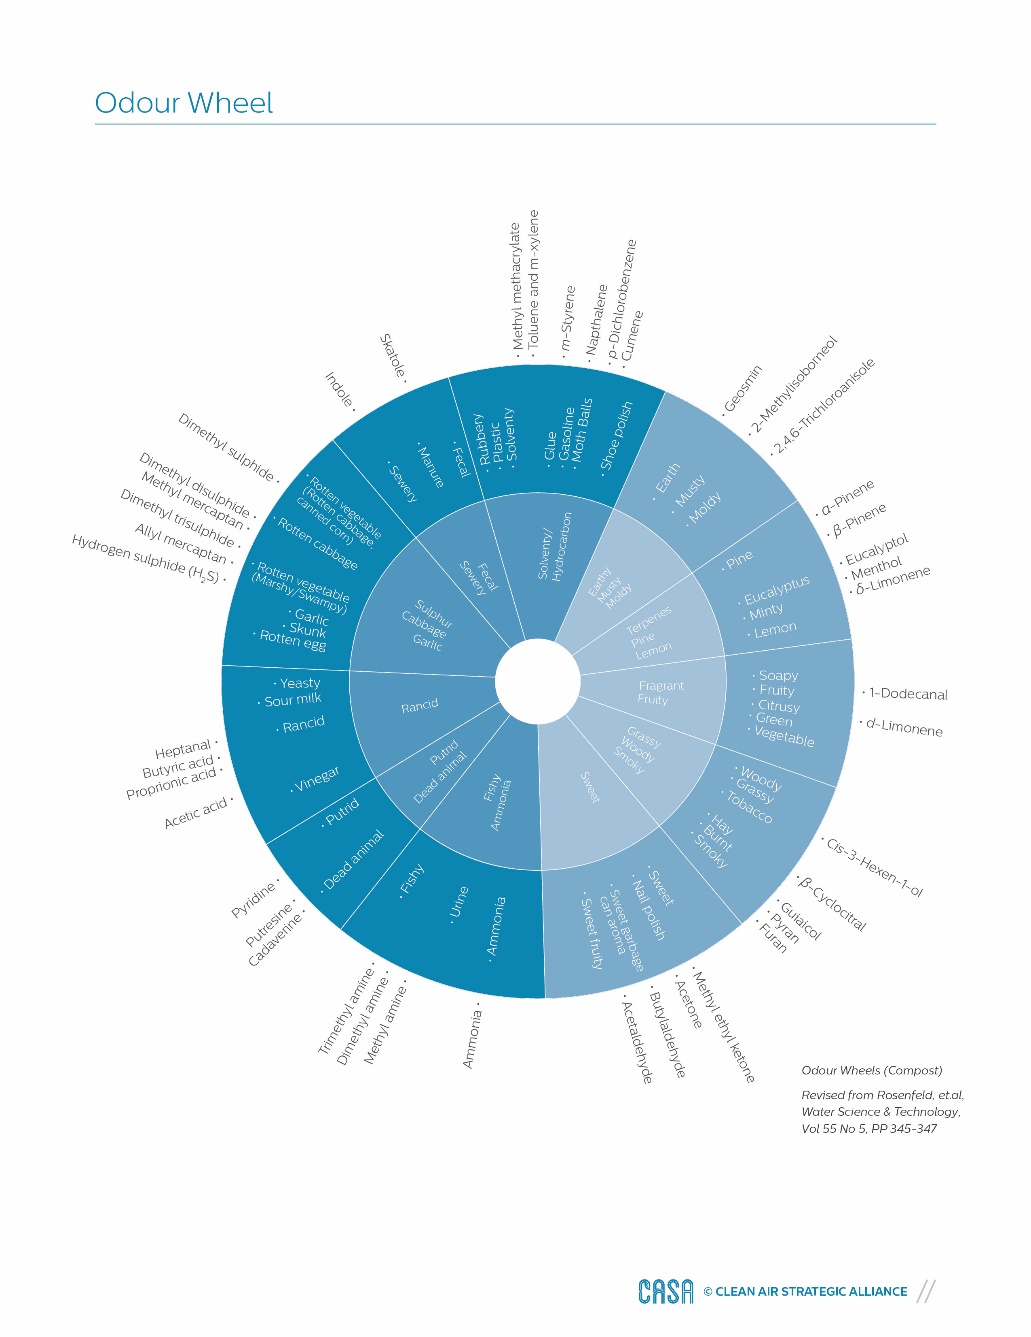 Odour Wheel
· Methyl methacrylate
· Toluene and m-xylene
· m-Styrene
· Napthalene
· p-Dichlorobenzene
· Cumene
· Geosmin
· 2-Methylisoborneol
· 2,4,6-Trichloroanisole
· α-Pinene
· β-Pinene
· Eucalyptol
· Menthol
· δ-Limonene
· 1-Dodecanal
· d-Limonene
· Cis-3-Hexen-1-ol
· β-Cyclocitral
· Guiaicol
· Pyran
· Furan
· Methyl ethyl ketone
· Acetone
· Butylaldehyde
· Acetaldehyde
Ammonia ·
Methyl amine ·
Dimethyl amine ·
Trimethyl amine ·
Cadaverine ·
Putresine ·
Pyridine ·
Acetic acid ·
Proprionic acid ·
Butyric acid ·
Heptanal ·
Hydrogen sulphide (H₂S) ·
Allyl mercaptan ·
Dimethyl trisulphide ·
Methyl mercaptan ·
Dimethyl disulphide ·
Dimethyl sulphide ·
Indole ·
Skatole ·
· Rubbery
· Plastic
· Solventy
· Glue
· Gasoline
· Moth Balls
· Shoe polish
· Earth
· Musty
· Moldy
· Pine
· Eucalyptus
· Minty
· Lemon
· Soapy
· Fruity
· Citrusy
· Green
· Vegetable
· Woody
· Grassy
· Tobacco
· Hay
· Burnt
· Smoky
· Sweet
· Nail polish
· Sweet garbage
can aroma
· Sweet fruity
· Ammonia
· Urine
· Fishy
· Dead animal
· Putrid
· Vinegar
· Rancid
· Sour milk
· Yeasty
· Rotten egg
· Skunk
· Garlic
· Rotten vegetable
(Marshy/Swampy)
· Rotten cabbage
· Rotten vegetable
(Rotten cabbage,
canned corn)
· Sewery
· Manure
· Fecal
Solventy/
Hydrocarbon
Earthy
Musty
Moldy
Terpenes
Pine
Lemon
Fragrant
Fruity
Grassy
Woody
Smoky
Sweet
Fishy
Ammonia
Putrid
Dead animal
Rancid
Sulphur
Cabbage
Garlic
Fecal
Sewery
Odour Wheels (Compost)
Revised from Rosenfeld, et.al,
Water Science & Technology,
Vol 55 No 5, PP 345-347
CASA © CLEAN AIR STRATEGIC ALLIANCE //